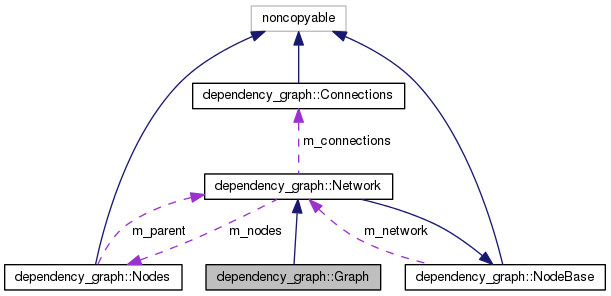 noncopyable
dependency_graph::Connections
m_connections
dependency_graph::Network
m_parent
m_nodes
m_network
dependency_graph::Nodes
dependency_graph::Graph
dependency_graph::NodeBase